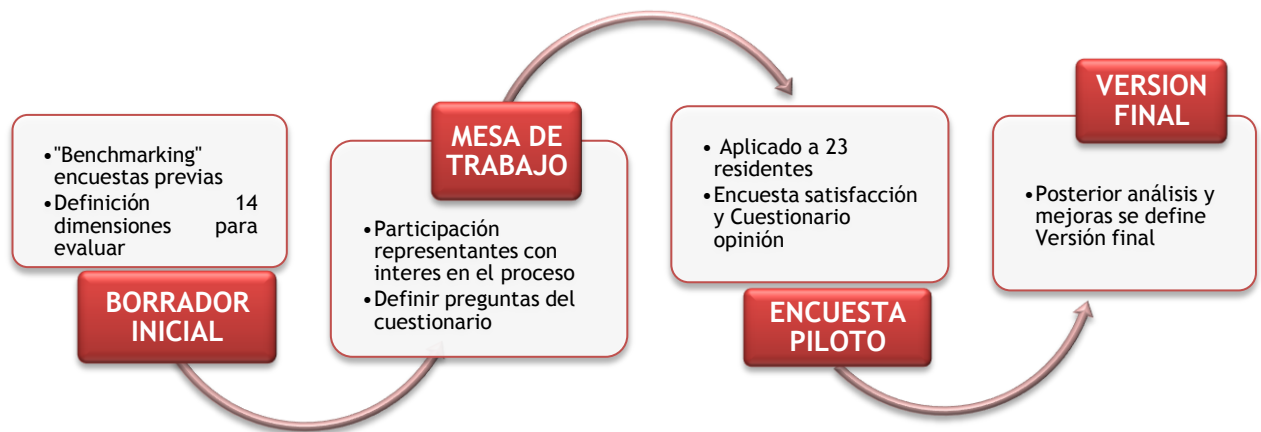 •"Benchmarking"
encuestas previas
•Definición 14
dimensiones para
evaluar
BORRADOR
INICIAL
MESA DE
TRABAJO
•Participación
representantes con
interes en el proceso
•Definir preguntas del
cuestionario
• Aplicado a 23
residentes
•Encuesta satisfacción
y Cuestionario
opinión
ENCUESTA
PILOTO
VERSION
FINAL
•Posterior análisis y
mejoras se define
Versión final